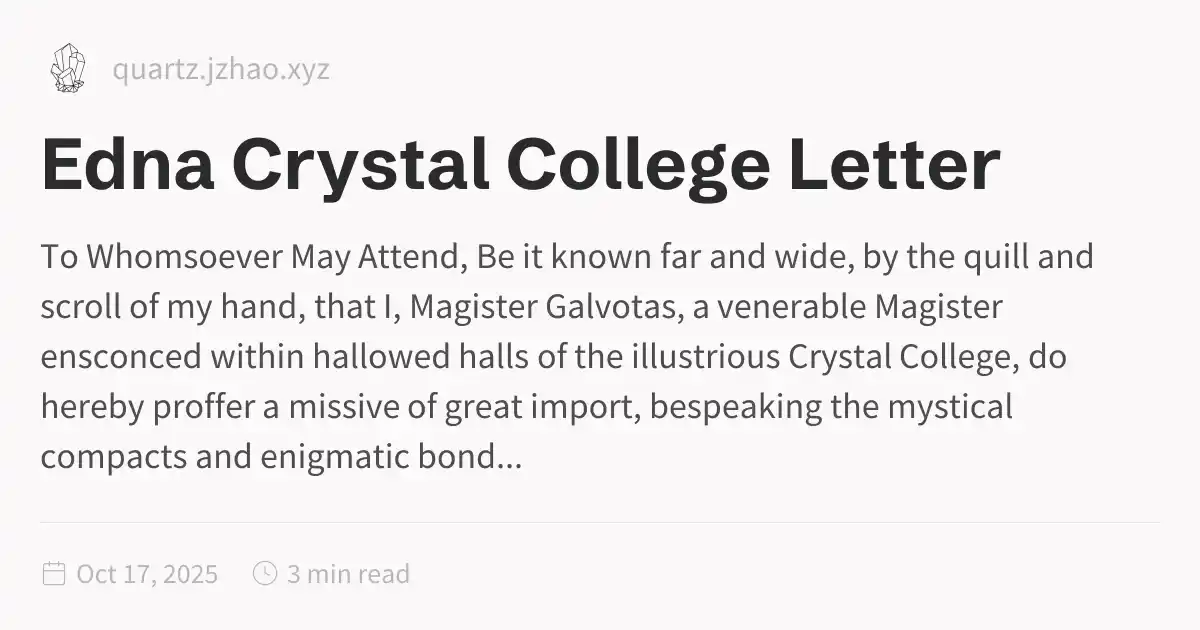 quartz.jzhao.xyz
Edna Crystal College Letter
To Whomsoever May Attend, Be it known far and wide, by the quill and
scroll of my hand, that I, Magister Galvotas, a venerable Magister
ensconced within hallowed halls of the illustrious Crystal College, do
hereby proffer a missive of great import, bespeaking the mystical
compacts and enigmatic bond...
Oct 17, 2025 3 min read